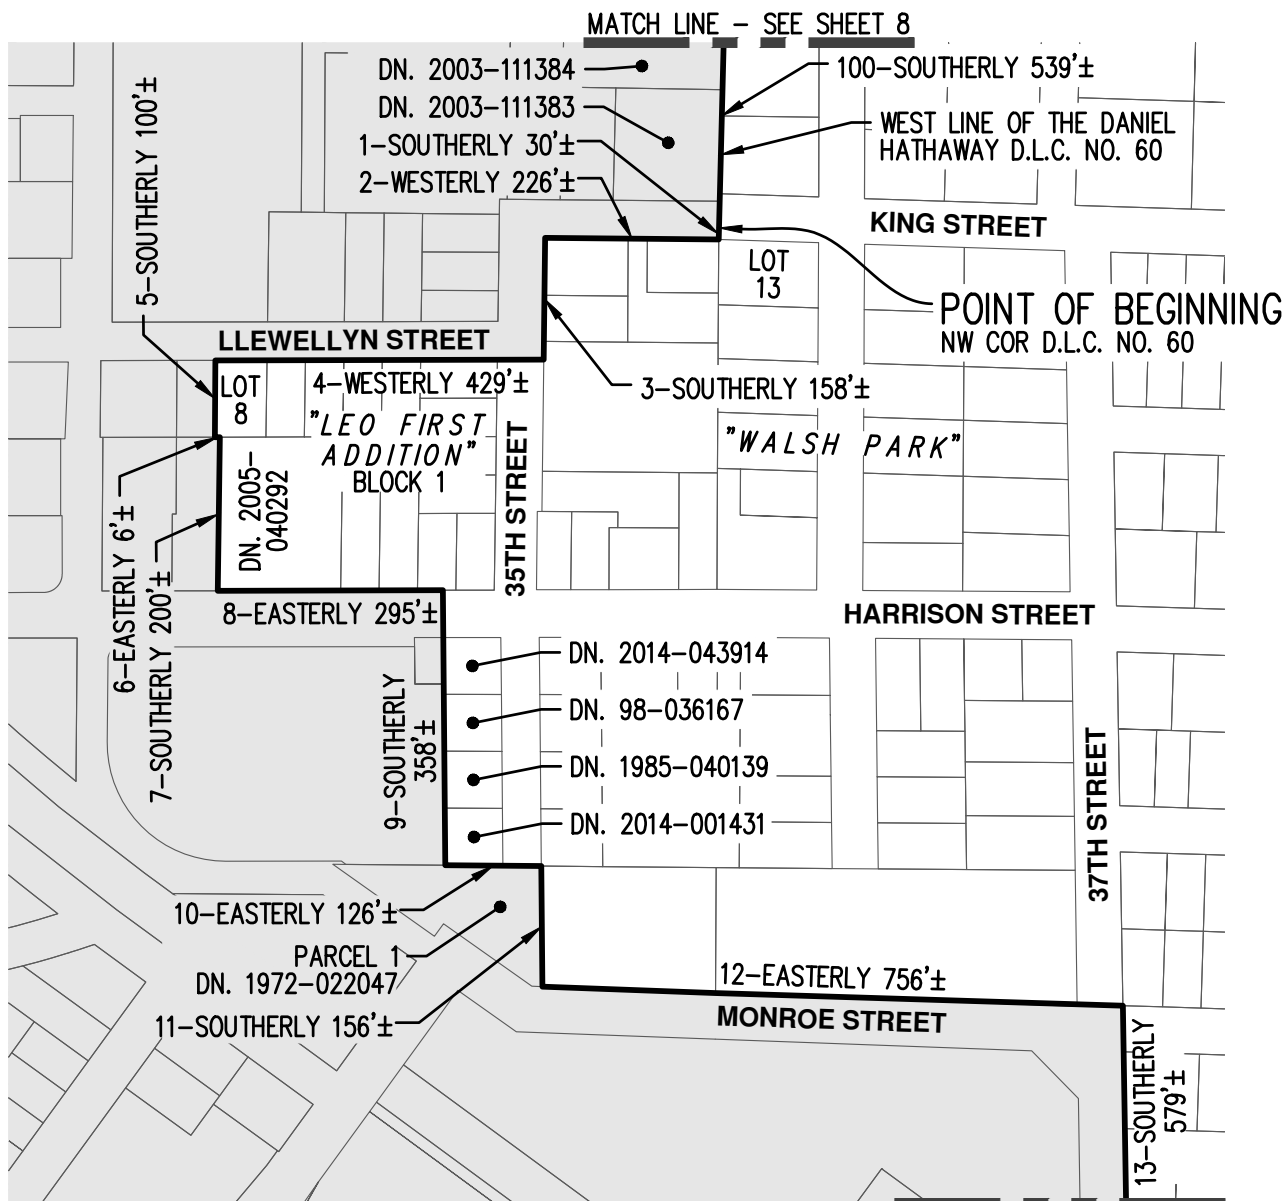 MATCH LINE - SEE SHEET 8
DN. 2003-111384
100-SOUTHERLY 539'±
DN. 2003-111383
WEST LINE OF THE DANIEL
HATHAWAY D.L.C. NO. 60
1-SOUTHERLY 30'±
2-WESTERLY 226'±
5-SOUTHERLY 100'±
KING STREET
LOT
13
POINT OF BEGINNING
NW COR D.L.C. NO. 60
LLEWELLYN STREET
LOT
8
4-WESTERLY 429'±
3-SOUTHERLY 158'±
"LEO FIRST
ADDITION"
BLOCK 1
"WALSH PARK"
35TH STREET
DN. 2005-
040292
6-EASTERLY 6'±
7-SOUTHERLY 200'±
8-EASTERLY 295'±
HARRISON STREET
DN. 2014-043914
DN. 98-036167
DN. 1985-040139
DN. 2014-001431
9-SOUTHERLY
358'±
37TH STREET
10-EASTERLY 126'±
PARCEL 1
DN. 1972-022047
11-SOUTHERLY 156'±
12-EASTERLY 756'±
MONROE STREET
13-SOUTHERLY
579'±